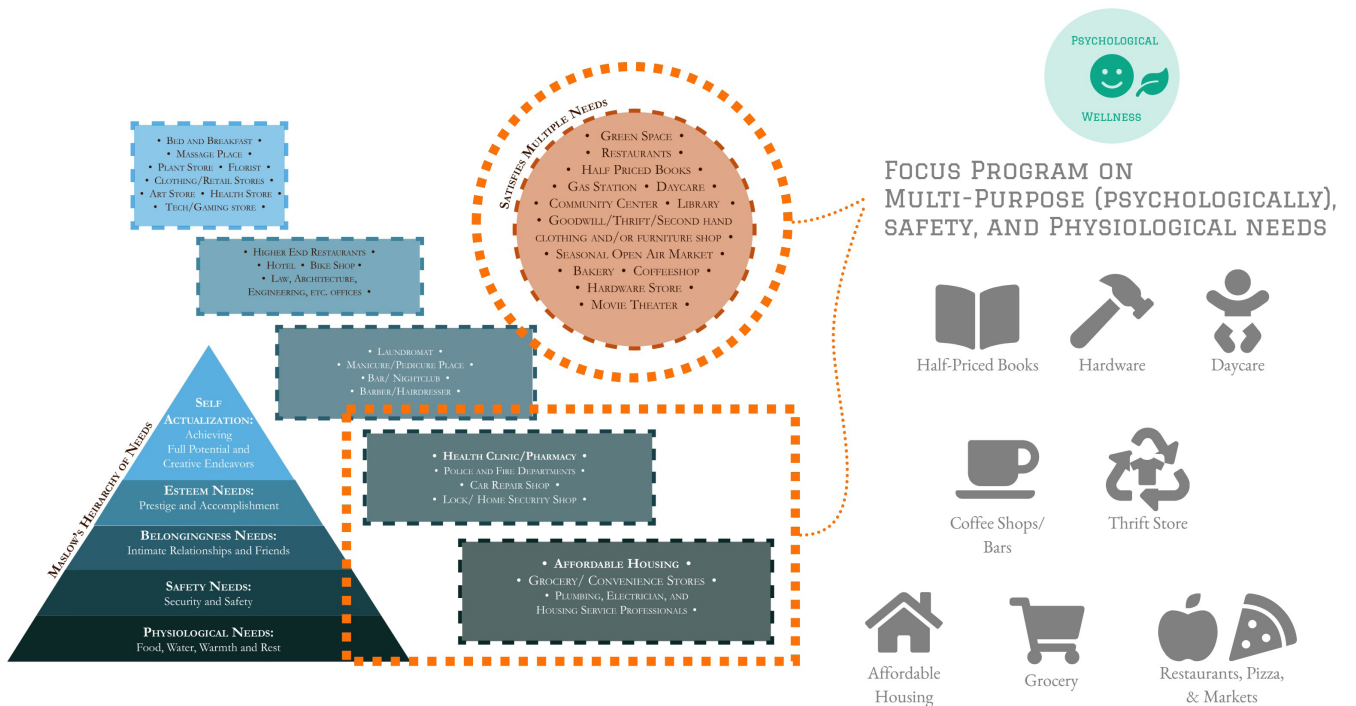 • Bed and Breakfast •
• Massage Place •
• Plant Store • Florist •
• Clothing/Retail Stores •
• Art Store • Health Store •
• Tech/Gaming store •
• Higher End Restaurants •
• Hotel • Bike Shop •
• Law, Architecture,
Engineering, etc. offices •
• Laundromat •
• Manicure/Pedicure Place •
• Bar/ Nightclub •
• Barber/Hairdresser •
• Health Clinic/Pharmacy •
• Police and Fire Departments •
• Car Repair Shop •
• Lock/ Home Security Shop •
• Affordable Housing •
• Grocery/ Convenience Stores •
• Plumbing, Electrician, and
Housing Service Professionals •
Maslow's Heirarchy of Needs
Self
Actualization:
Achieving
Full Potential and
Creative Endeavors
Esteem Needs:
Prestige and Accomplishment
Belongingness Needs:
Intimate Relationships and Friends
Safety Needs:
Security and Safety
Physiological Needs:
Food, Water, Warmth and Rest
Satisfies Multiple Needs
• Green Space •
• Restaurants •
• Half Priced Books •
• Gas Station • Daycare •
• Community Center • Library •
• Goodwill/Thrift/Second hand
clothing and/or furniture shop •
• Seasonal Open Air Market •
• Bakery • Coffeeshop •
• Hardware Store •
• Movie Theater •
Psychological
Wellness
Focus Program on
Multi-Purpose (psychologically),
safety, and Physiological needs
Half-Priced Books
Hardware
Daycare
Coffee Shops/
Bars
Thrift Store
Affordable
Housing
Grocery
Restaurants, Pizza,
& Markets